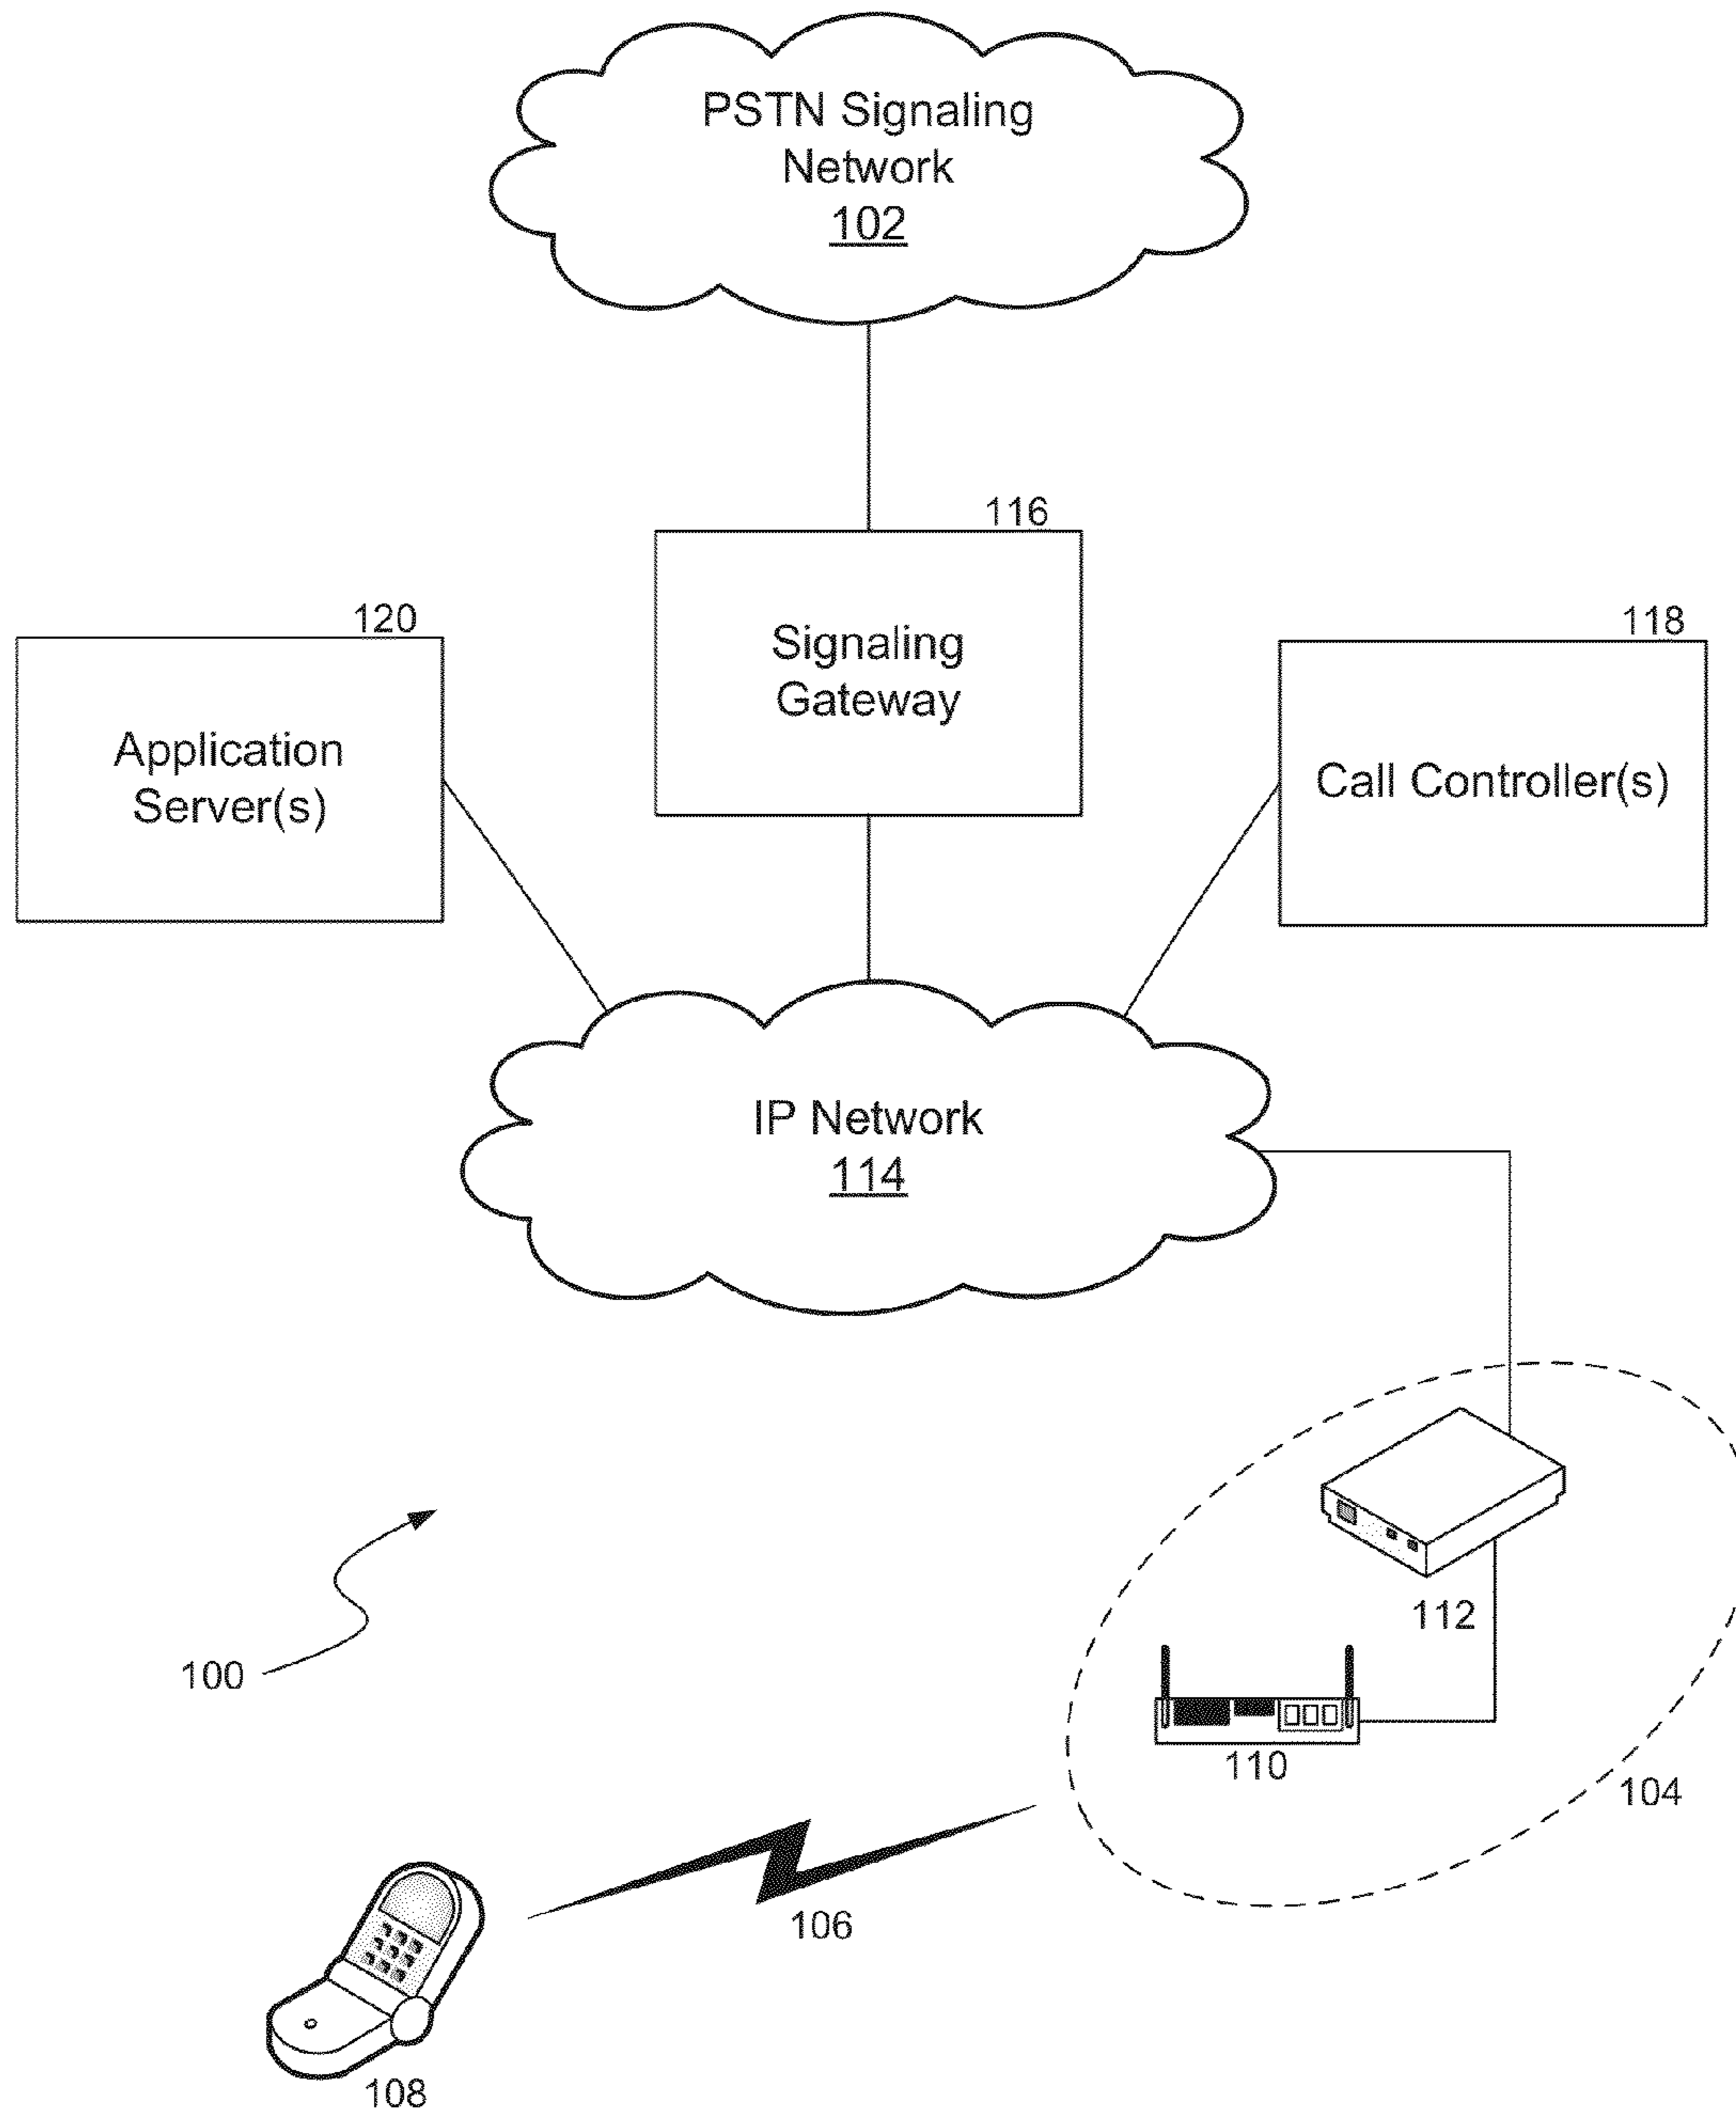 PSTN Signaling
Network
102
116
Signaling
Gateway
120
Application
Server(s)
118
Call Controller(s)
IP Network
114
112
100
110
104
106
108